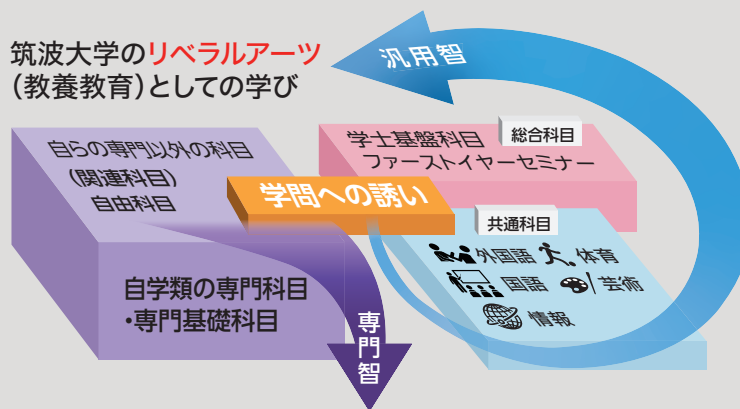 筑波大学のリベラルアーツ
（教養教育）としての学び
汎用智
自らの専門以外の科目
（関連科目）
自由科目
学士基盤科目
総合科目
ファーストイヤーセミナー
学問への誘い
共通科目
外国語
体育
国語
芸術
情報
自学類の専門科目
・専門基礎科目
専門智